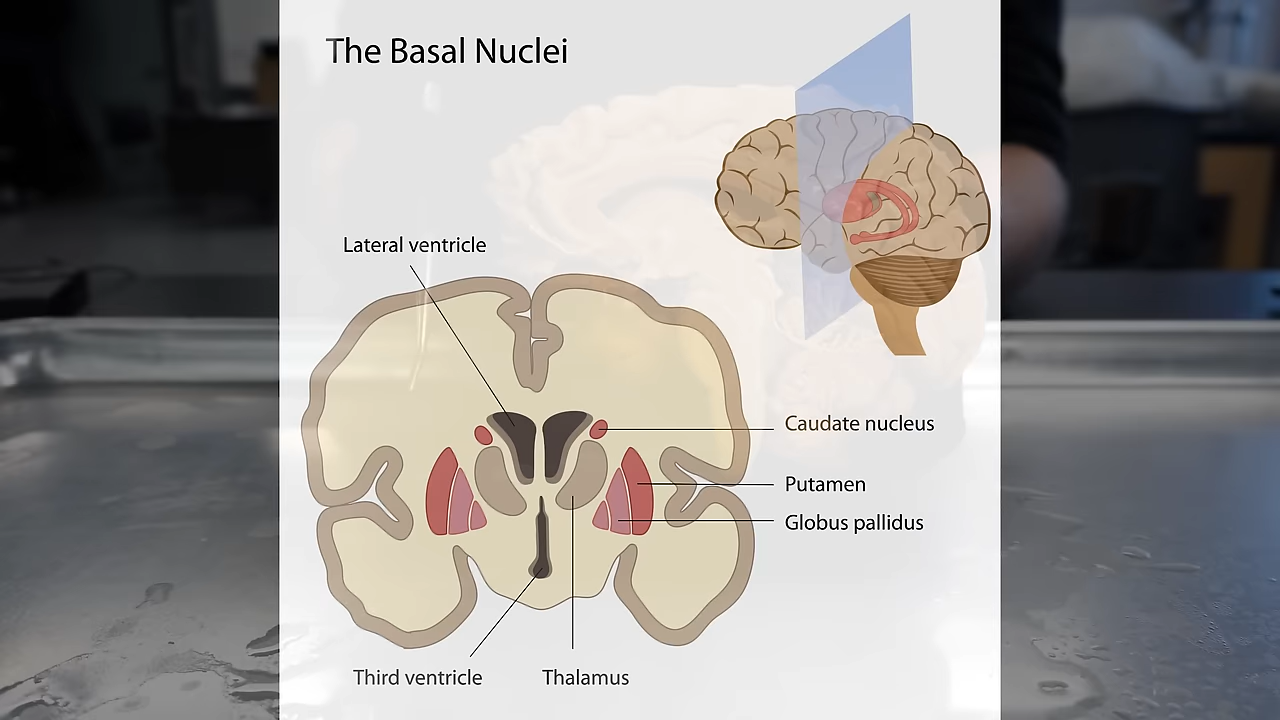 The Basal Nuclei
Lateral ventricle
Caudate nucleus
Putamen
Globus pallidus
Third ventricle
Thalamus